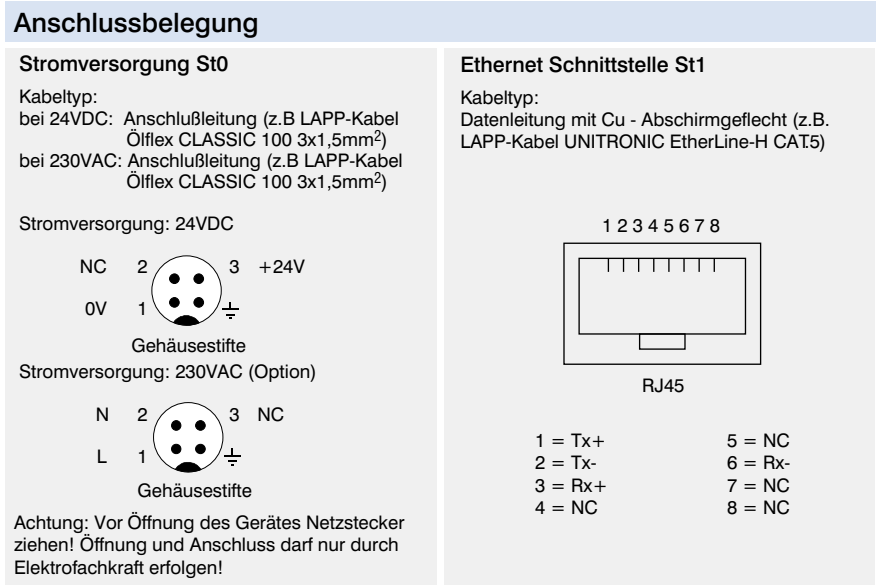 Anschlussbelegung
Stromversorgung St0
Kabeltyp:
bei 24VDC: Anschlußleitung (z.B LAPP-Kabel
Ölflex CLASSIC 100 3x1,5mm²)
bei 230VAC: Anschlußleitung (z.B LAPP-Kabel
Ölflex CLASSIC 100 3x1,5mm²)
Stromversorgung: 24VDC
NC 2 3 +24V
0V 1
Gehäusestifte
Stromversorgung: 230VAC (Option)
N 2 3 NC
L 1
Gehäusestifte
Achtung: Vor Öffnung des Gerätes Netzstecker
ziehen! Öffnung und Anschluss darf nur durch
Elektrofachkraft erfolgen!
Ethernet Schnittstelle St1
Kabeltyp:
Datenleitung mit Cu - Abschirmgeflecht (z.B.
LAPP-Kabel UNITRONIC EtherLine-H CAT.5)
1 2 3 4 5 6 7 8
RJ45
1 = Tx+ 5 = NC
2 = Tx- 6 = Rx-
3 = Rx+ 7 = NC
4 = NC 8 = NC